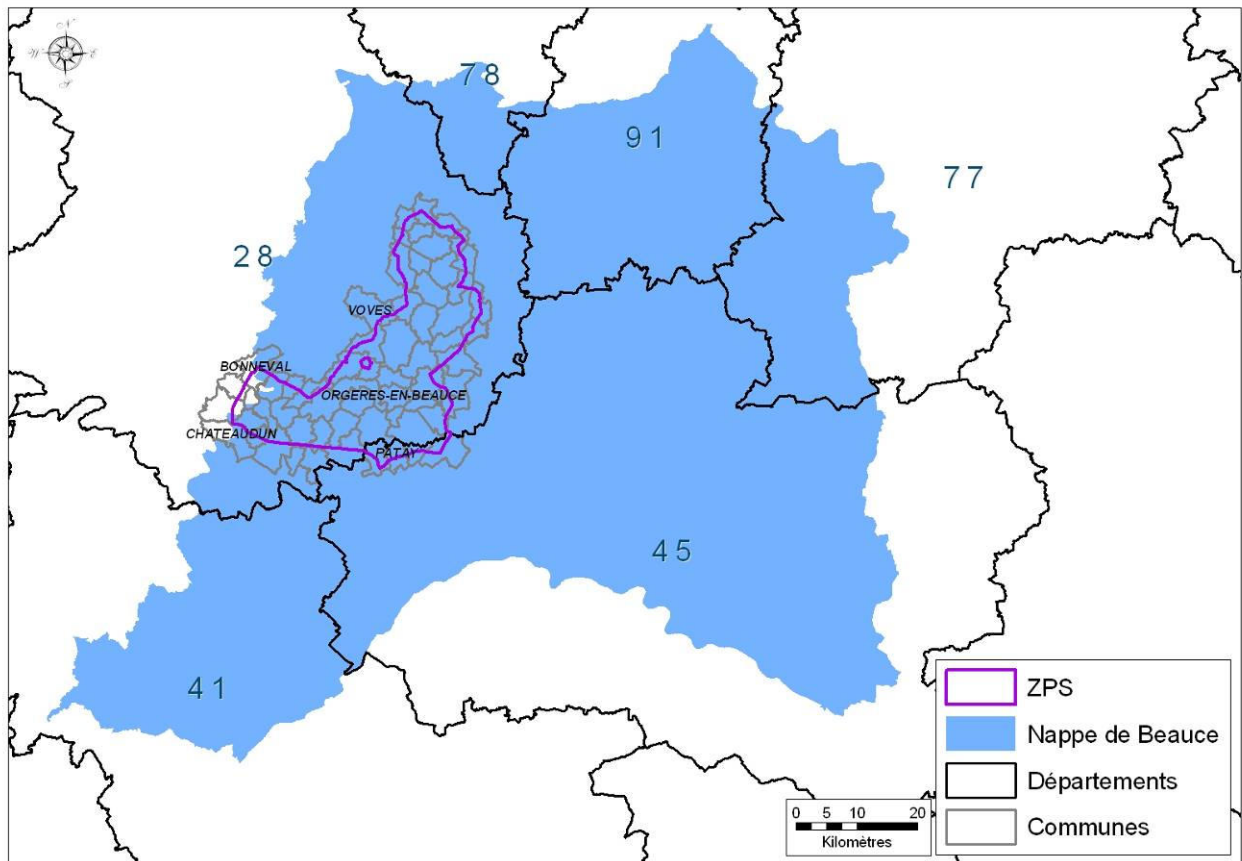 N
W E
S
78
91
77
28
VOVES
BONNEVAL
ORGERES-EN-BEAUCE
CHATEAUDUN
PATAY
45
41
ZPS
Nappe de Beauce
Départements
Communes
0 5 10 20
Kilomètres